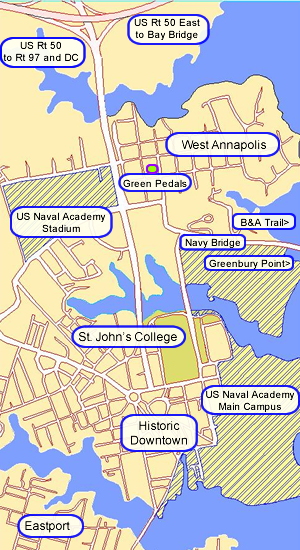 US Rt 50 East
to Bay Bridge
US Rt 50
to Rt 97 and DC
West Annapolis
Green Pedals
US Naval Academy
Stadium
B&A Trail>
Navy Bridge
Greenbury Point>
St. John's College
US Naval Academy
Main Campus
Historic
Downtown
Eastport